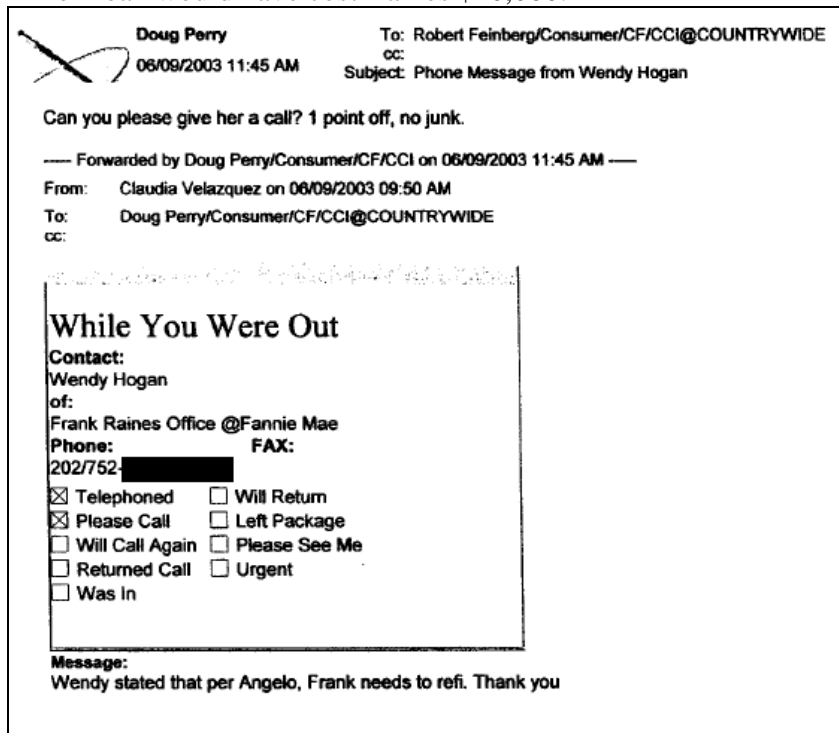 Doug Perry
06/09/2003 11:45 AM
To: Robert Feinberg/Consumer/CF/CCI@COUNTRYWIDE
cc:
Subject: Phone Message from Wendy Hogan
Can you please give her a call? 1 point off, no junk.
----- Forwarded by Doug Perry/Consumer/CF/CCI on 06/09/2003 11:45 AM -----
From: Claudia Velazquez on 06/09/2003 09:50 AM
To: Doug Perry/Consumer/CF/CCI@COUNTRYWIDE
cc:
While You Were Out
Contact:
Wendy Hogan
of:
Frank Raines Office @Fannie Mae
Phone: FAX:
202/752-
☒ Telephoned ☐ Will Return
☒ Please Call ☐ Left Package
☐ Will Call Again ☐ Please See Me
☐ Returned Call ☐ Urgent
☐ Was In
Message:
Wendy stated that per Angelo, Frank needs to refi. Thank you